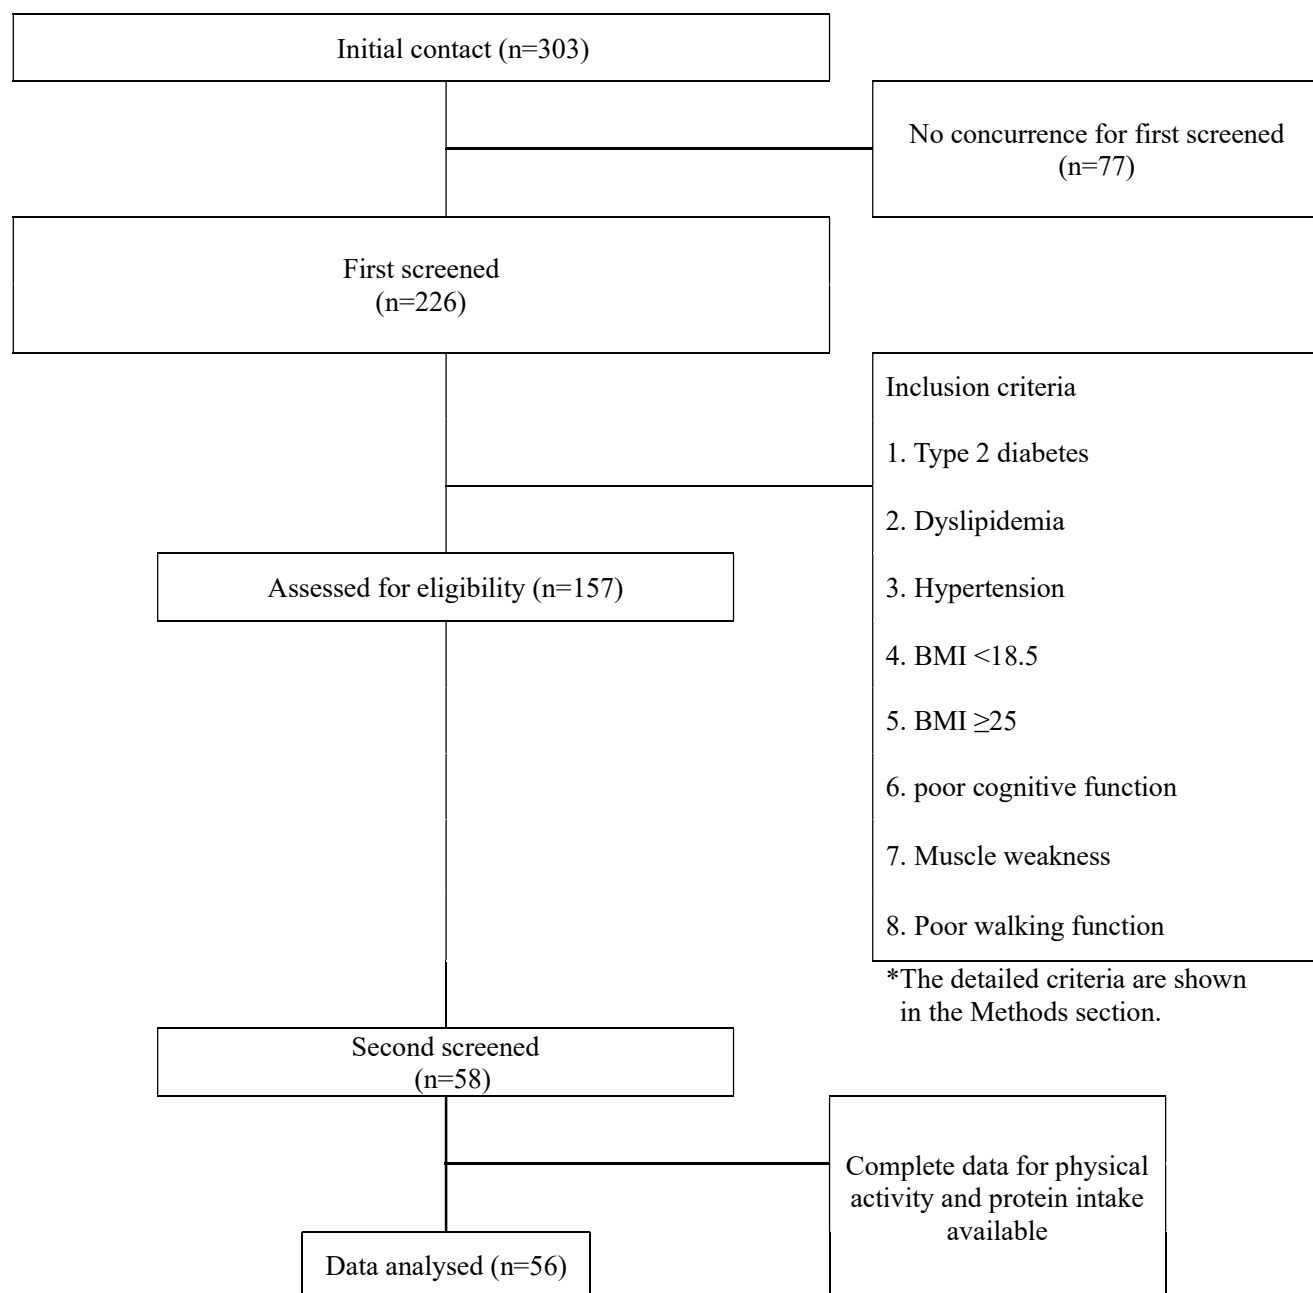 Initial contact (n=303)
No concurrence for first screened
(n=77)
First screened
(n=226)
Inclusion criteria
1. Type 2 diabetes
2. Dyslipidemia
Assessed for eligibility (n=157)
3. Hypertension
4. BMI <18.5
5. BMI ≥25
6. poor cognitive function
7. Muscle weakness
8. Poor walking function
*The detailed criteria are shown
in the Methods section.
Second screened
(n=58)
Complete data for physical
activity and protein intake
available
Data analysed (n=56)